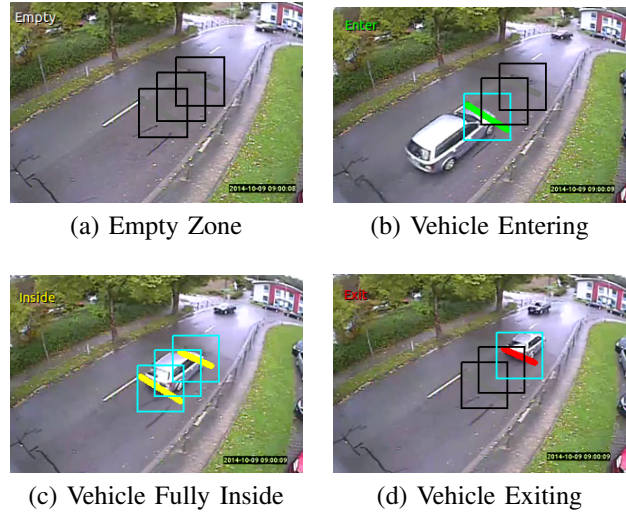 Empty
2014-10-09 09:00:08
(a) Empty Zone
Enter
2014-10-09 09:00:09
(b) Vehicle Entering
Inside
2014-10-09 09:00:09
(c) Vehicle Fully Inside
Exit
2014-10-09 09:00:09
(d) Vehicle Exiting